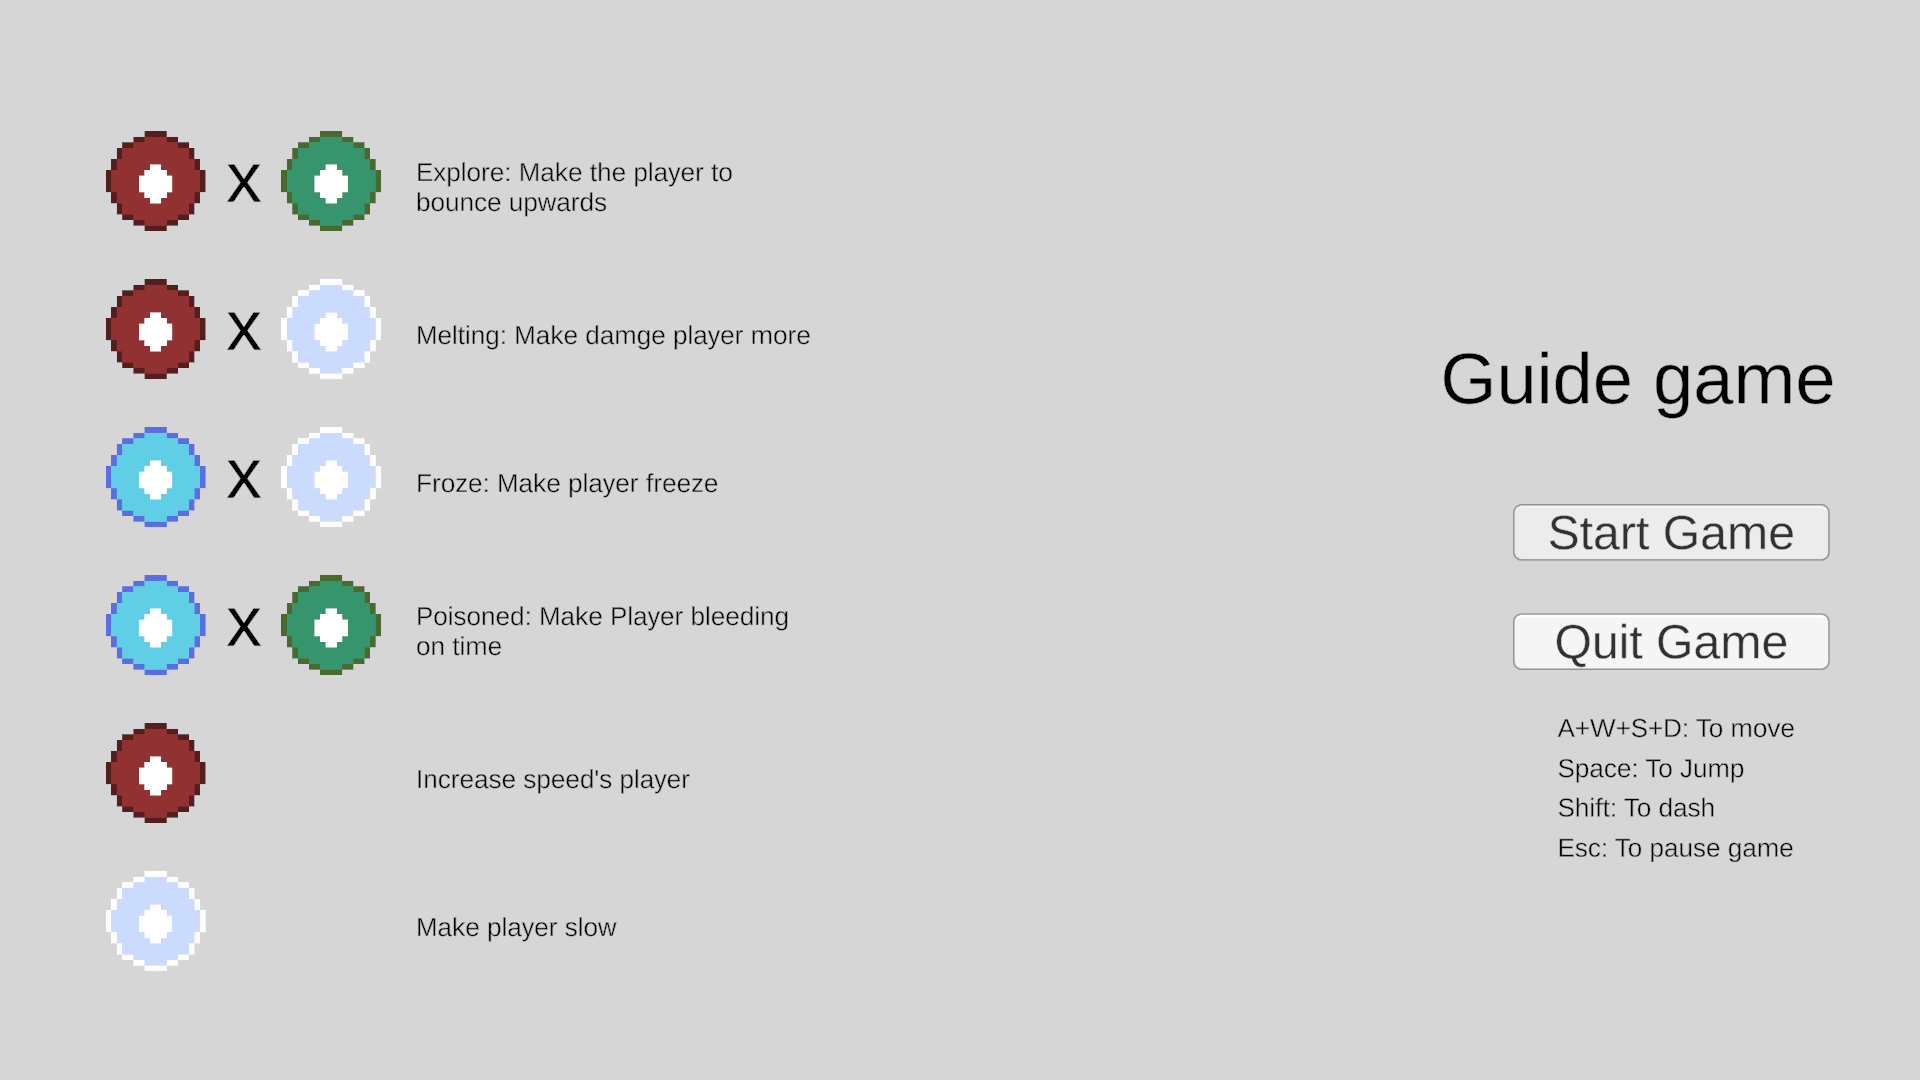 X Explore: Make the player to
bounce upwards
X Melting: Make damge player more
X Froze: Make player freeze
X Poisoned: Make Player bleeding
on time
Increase speed's player
Make player slow
Guide game
Start Game
Quit Game
A+W+S+D: To move
Space: To Jump
Shift: To dash
Esc: To pause game